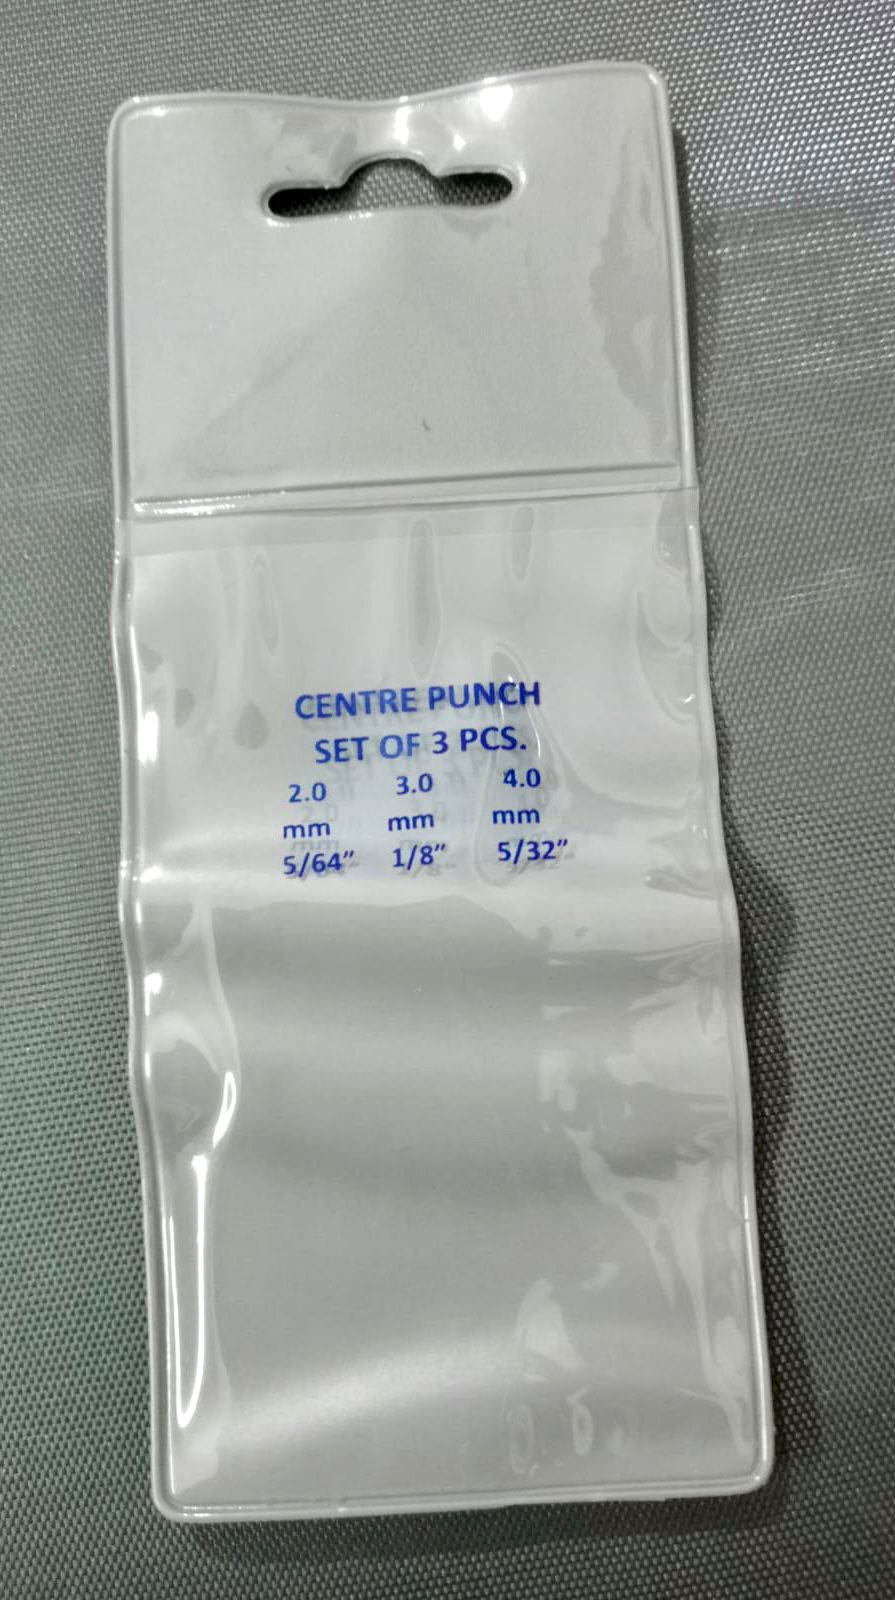 CENTRE PUNCH
SET OF 3 PCS.
2.0 3.0 4.0
mm mm mm
5/64” 1/8” 5/32”